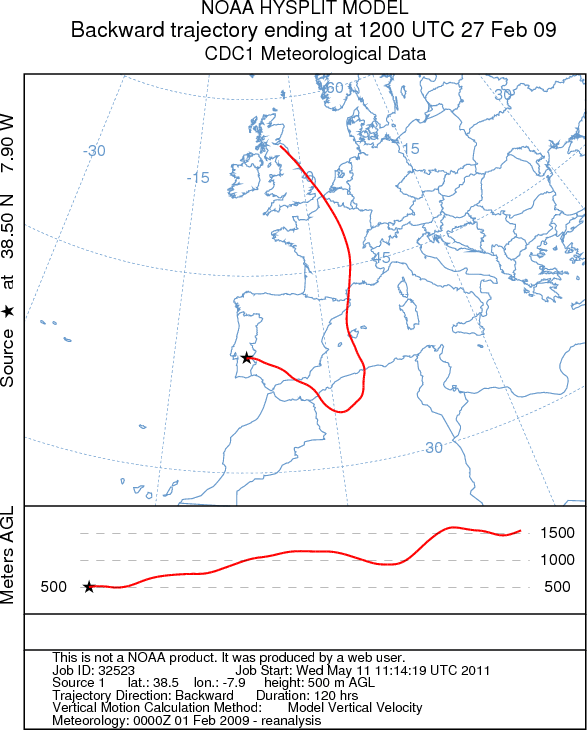 NOAA HYSPLIT MODEL
Backward trajectory ending at 1200 UTC 27 Feb 09
CDC1 Meteorological Data
Source ★ at 38.50 N 7.90 W
60
30
-30
15
-15
0
45
30
Meters AGL
1500
1000
500
500
This is not a NOAA product. It was produced by a web user.
Job ID: 32523 Job Start: Wed May 11 11:14:19 UTC 2011
Source 1 lat.: 38.5 lon.: -7.9 height: 500 m AGL
Trajectory Direction: Backward Duration: 120 hrs
Vertical Motion Calculation Method: Model Vertical Velocity
Meteorology: 0000Z 01 Feb 2009 - reanalysis